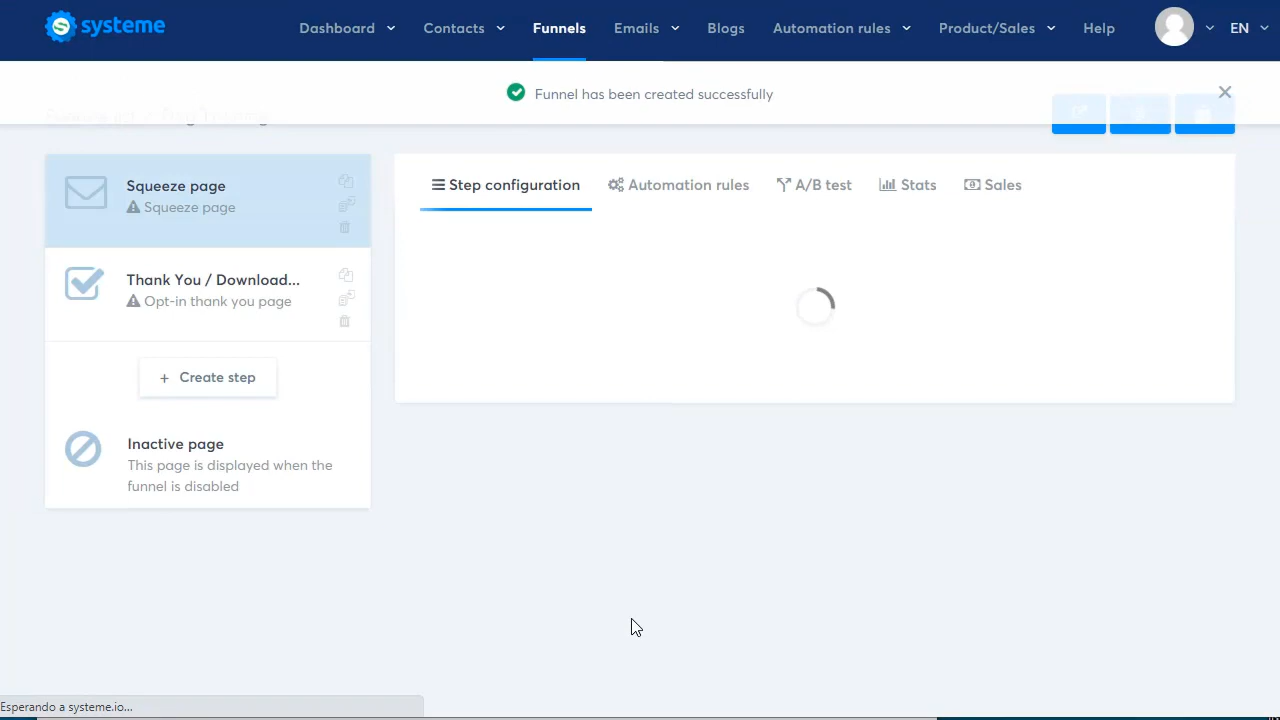 systeme
Dashboard
Contacts
Funnels
Emails
Blogs
Automation rules
Product/Sales
Help
EN
Funnel has been created successfully
Squeeze page
Squeeze page
Thank You / Download...
Opt-in thank you page
+ Create step
Inactive page
This page is displayed when the
funnel is disabled
Step configuration
Automation rules
A/B test
Stats
Sales
Esperando a systeme.io...